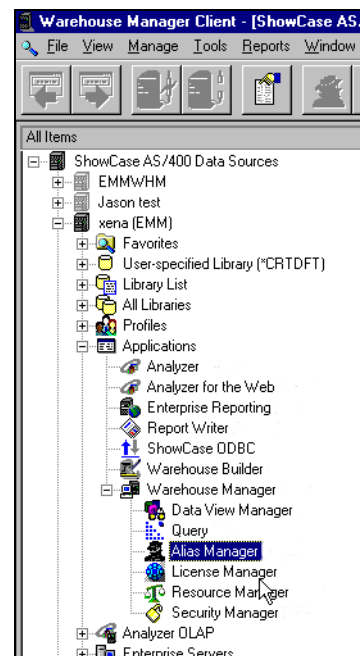 Warehouse Manager Client - [ShowCase AS/
File View Manage Tools Reports Window
All Items
ShowCase AS/400 Data Sources
EMMWHM
Jason test
xena (EMM)
Favorites
User-specified Library (*CRTDFT)
Library List
All Libraries
Profiles
Applications
Analyzer
Analyzer for the Web
Enterprise Reporting
Report Writer
ShowCase ODBC
Warehouse Builder
Warehouse Manager
Data View Manager
Query
Alias Manager
License Manager
Resource Manager
Security Manager
Analyzer OLAP
Enterprise Servers